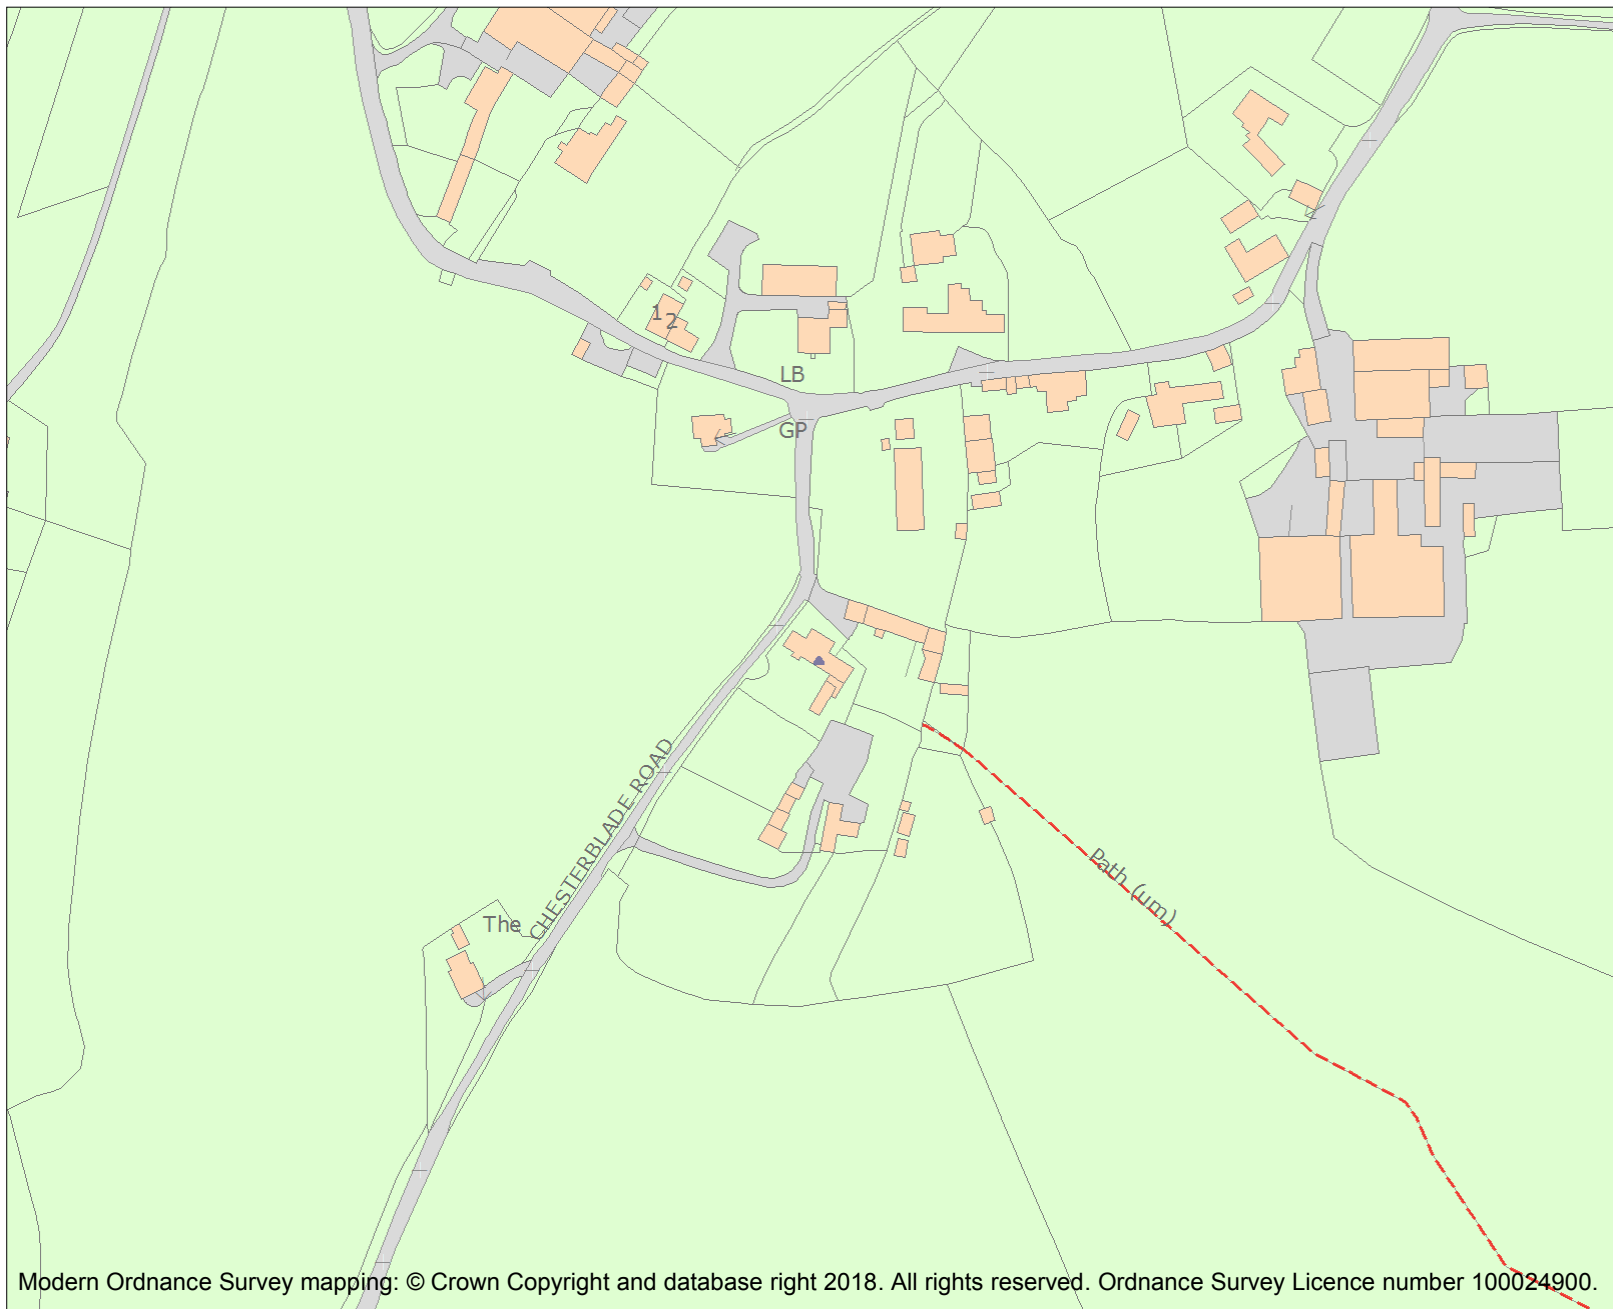 1
2
LB
GP
CHESTERBLADE ROAD
Path (um)
The
Modern Ordnance Survey mapping: © Crown Copyright and database right 2018. All rights reserved. Ordnance Survey Licence number 100024900.